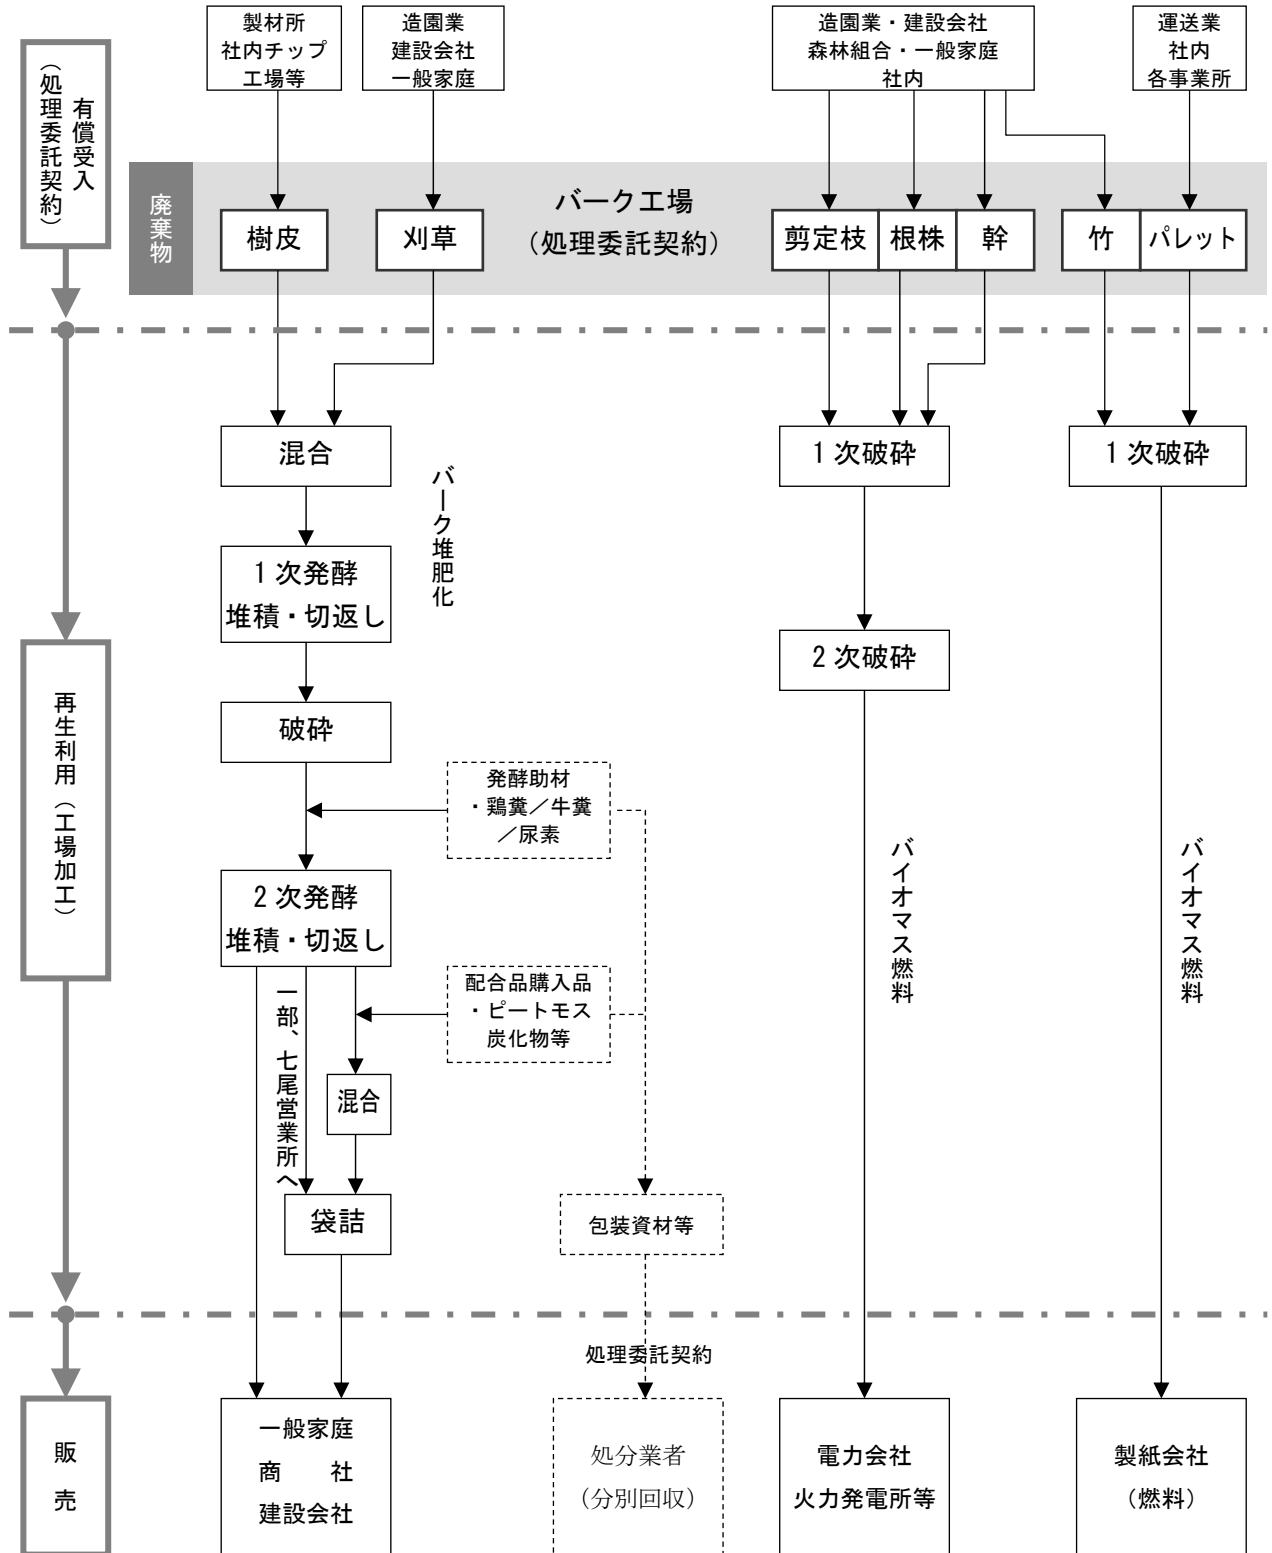 製材所
社内チップ
工場等
造園業
建設会社
一般家庭
造園業・建設会社
森林組合・一般家庭
社内
運送業
社内
各事業所
有償受入
（処理委託契約）
廃棄物
バーク工場
（処理委託契約）
樹皮
刈草
剪定枝
根株
幹
竹
パレット
混合
1 次破砕
1 次破砕
バーク堆肥化
1 次発酵
堆積・切返し
2 次破砕
再生利用（工場加工）
破砕
発酵助材
・鶏糞／牛糞
／尿素
2 次発酵
堆積・切返し
バイオマス燃料
バイオマス燃料
配合品購入品
・ピートモス
炭化物等
一部、七尾営業所へ
混合
袋詰
包装資材等
処理委託契約
販売
一般家庭
商　　社
建設会社
処分業者
（分別回収）
電力会社
火力発電所等
製紙会社
（燃料）